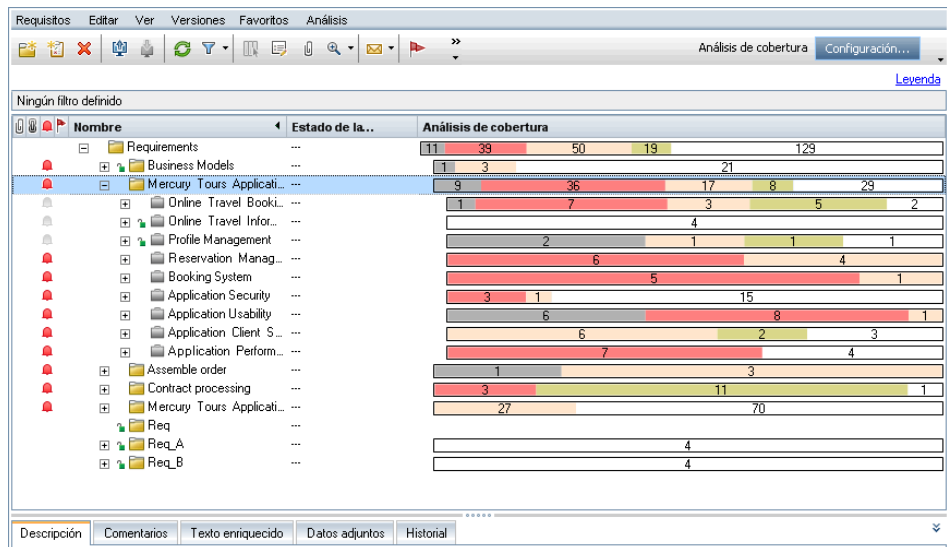 Requisitos Editar Ver Versiones Favoritos Análisis
» Análisis de cobertura Configuración...
Leyenda
Ningún filtro definido
Nombre Estado de la... Análisis de cobertura
Requirements --- 11 39 50 19 129
Business Models --- 1 3 21
Mercury Tours Applicati... --- 9 36 17 8 29
Online Travel Booki... --- 1 7 3 5 2
Online Travel Infor... --- 4
Profile Management --- 2 1 1 1
Reservation Manag... --- 6 4
Booking System --- 5 1
Application Security --- 3 1 15
Application Usability --- 6 8 1
Application Client S... --- 6 2 3
Application Perform... --- 7 4
Assemble order --- 1 3
Contract processing --- 3 11 1
Mercury Tours Applicati... --- 27 70
Req ---
Req_A --- 4
Req_B --- 4
Descripción Comentarios Texto enriquecido Datos adjuntos Historial